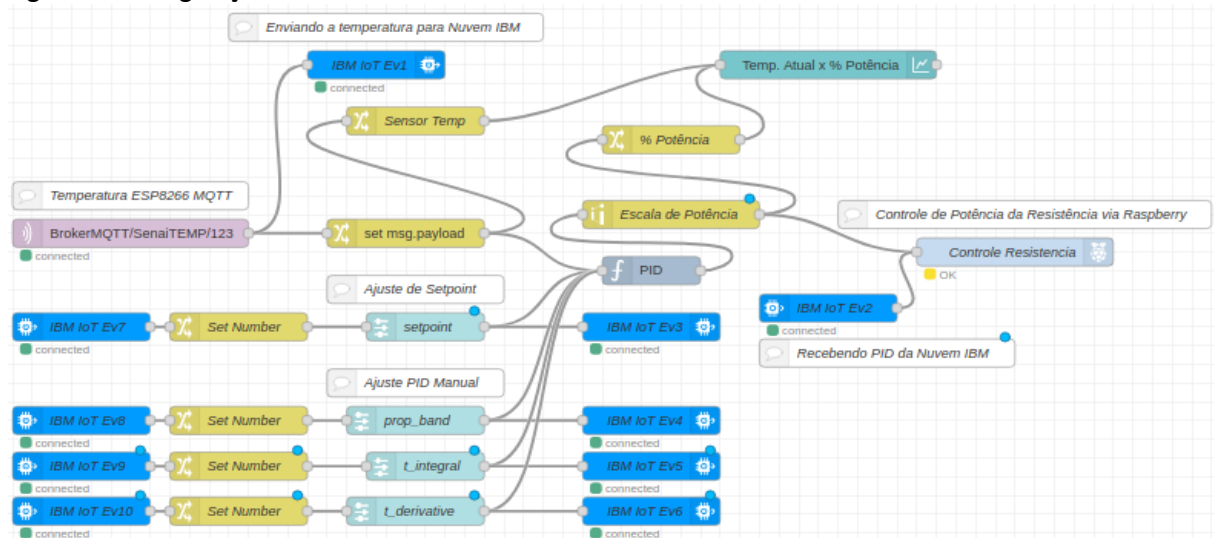 Enviando a temperatura para Nuvem IBM
IBM IoT Ev1
connected
Temp. Atual x % Potência
Sensor Temp
% Potência
Temperatura ESP8266 MQTT
Escala de Potência
Controle de Potência da Resistência via Raspberry
BrokerMQTT/SenaiTEMP/123
connected
set msg.payload
Controle Resistencia
OK
PID
Ajuste de Setpoint
IBM IoT Ev2
connected
IBM IoT Ev7
connected
Set Number
setpoint
IBM IoT Ev3
connected
Recebendo PID da Nuvem IBM
Ajuste PID Manual
IBM IoT Ev8
connected
Set Number
prop_band
IBM IoT Ev4
connected
IBM IoT Ev9
connected
Set Number
t_integral
IBM IoT Ev5
connected
IBM IoT Ev10
connected
Set Number
t_derivative
IBM IoT Ev6
connected